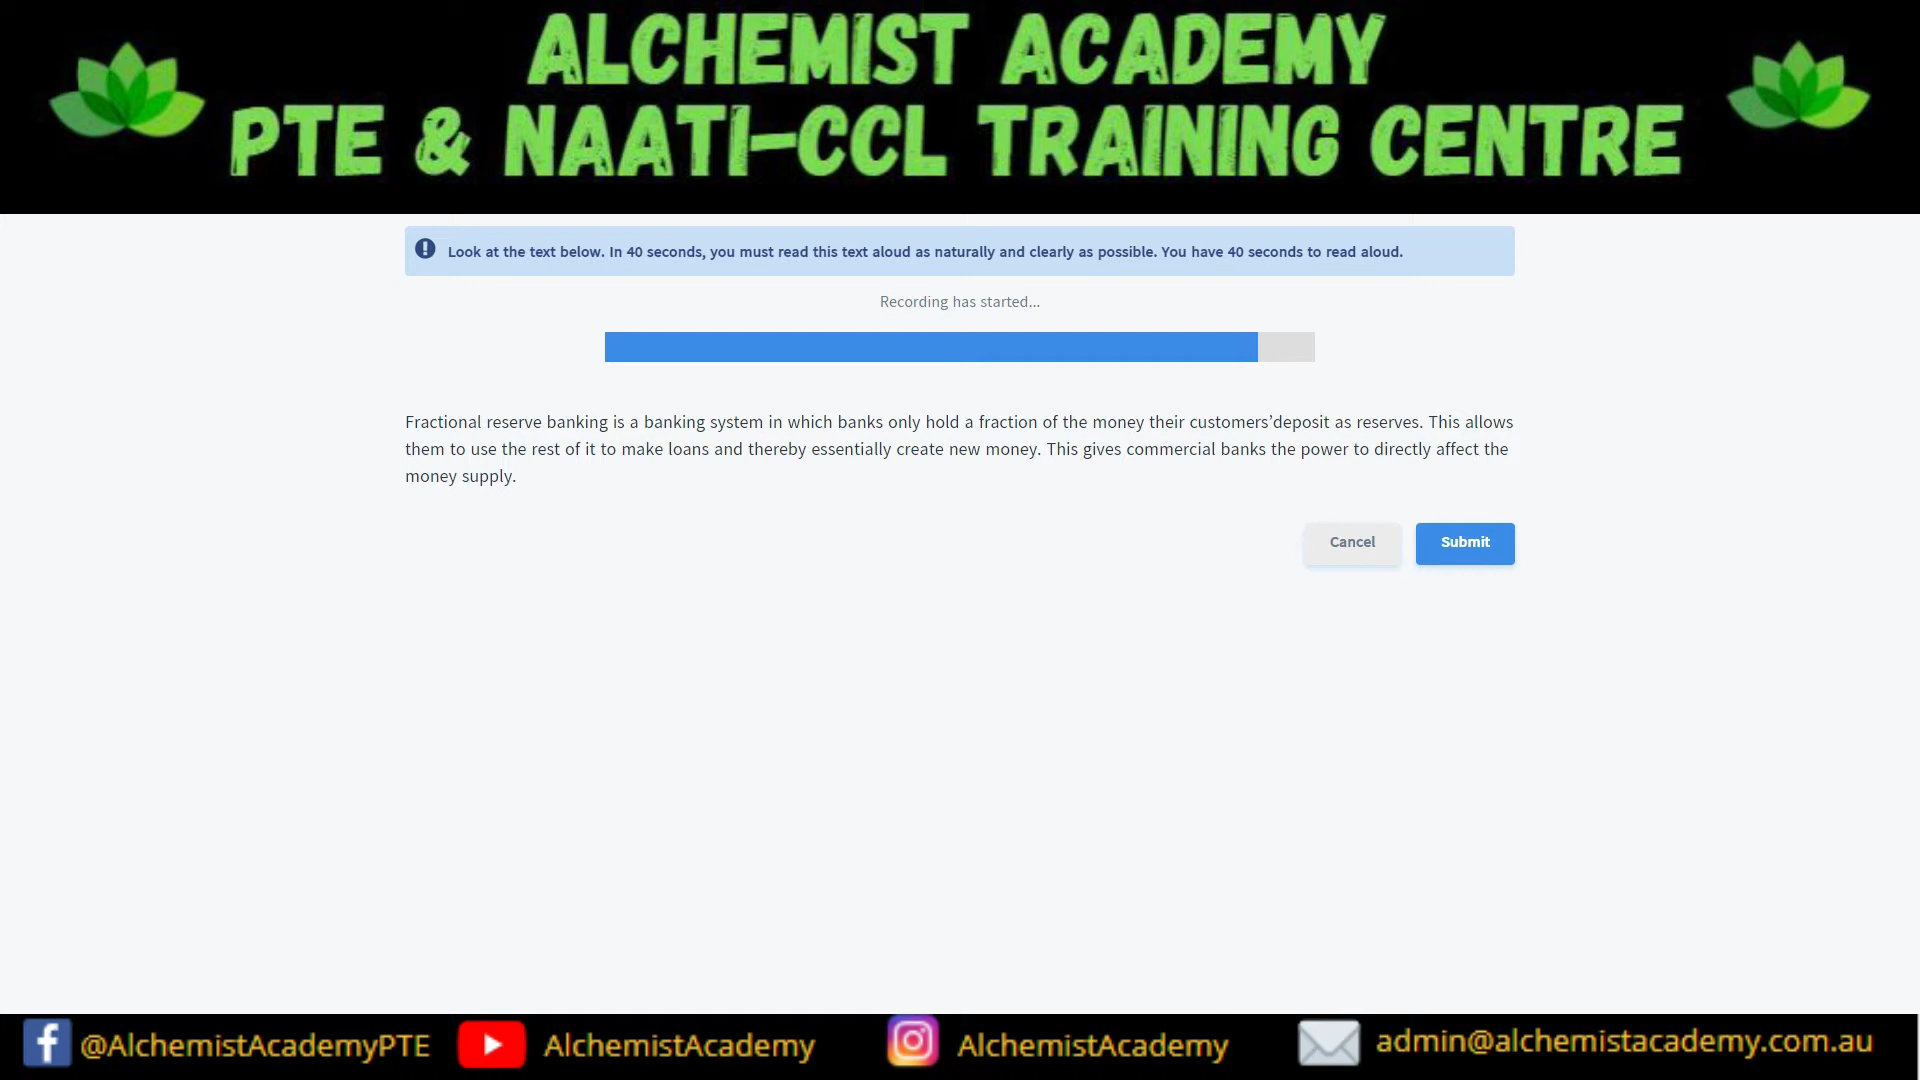 ALCHEMIST ACADEMY
PTE & NAATI-CCL TRAINING CENTRE
Look at the text below. In 40 seconds, you must read this text aloud as naturally and clearly as possible. You have 40 seconds to read aloud.
Recording has started...
Fractional reserve banking is a banking system in which banks only hold a fraction of the money their customers’deposit as reserves. This allows
them to use the rest of it to make loans and thereby essentially create new money. This gives commercial banks the power to directly affect the
money supply.
Cancel Submit
@AlchemistAcademyPTE AlchemistAcademy AlchemistAcademy admin@alchemistacademy.com.au